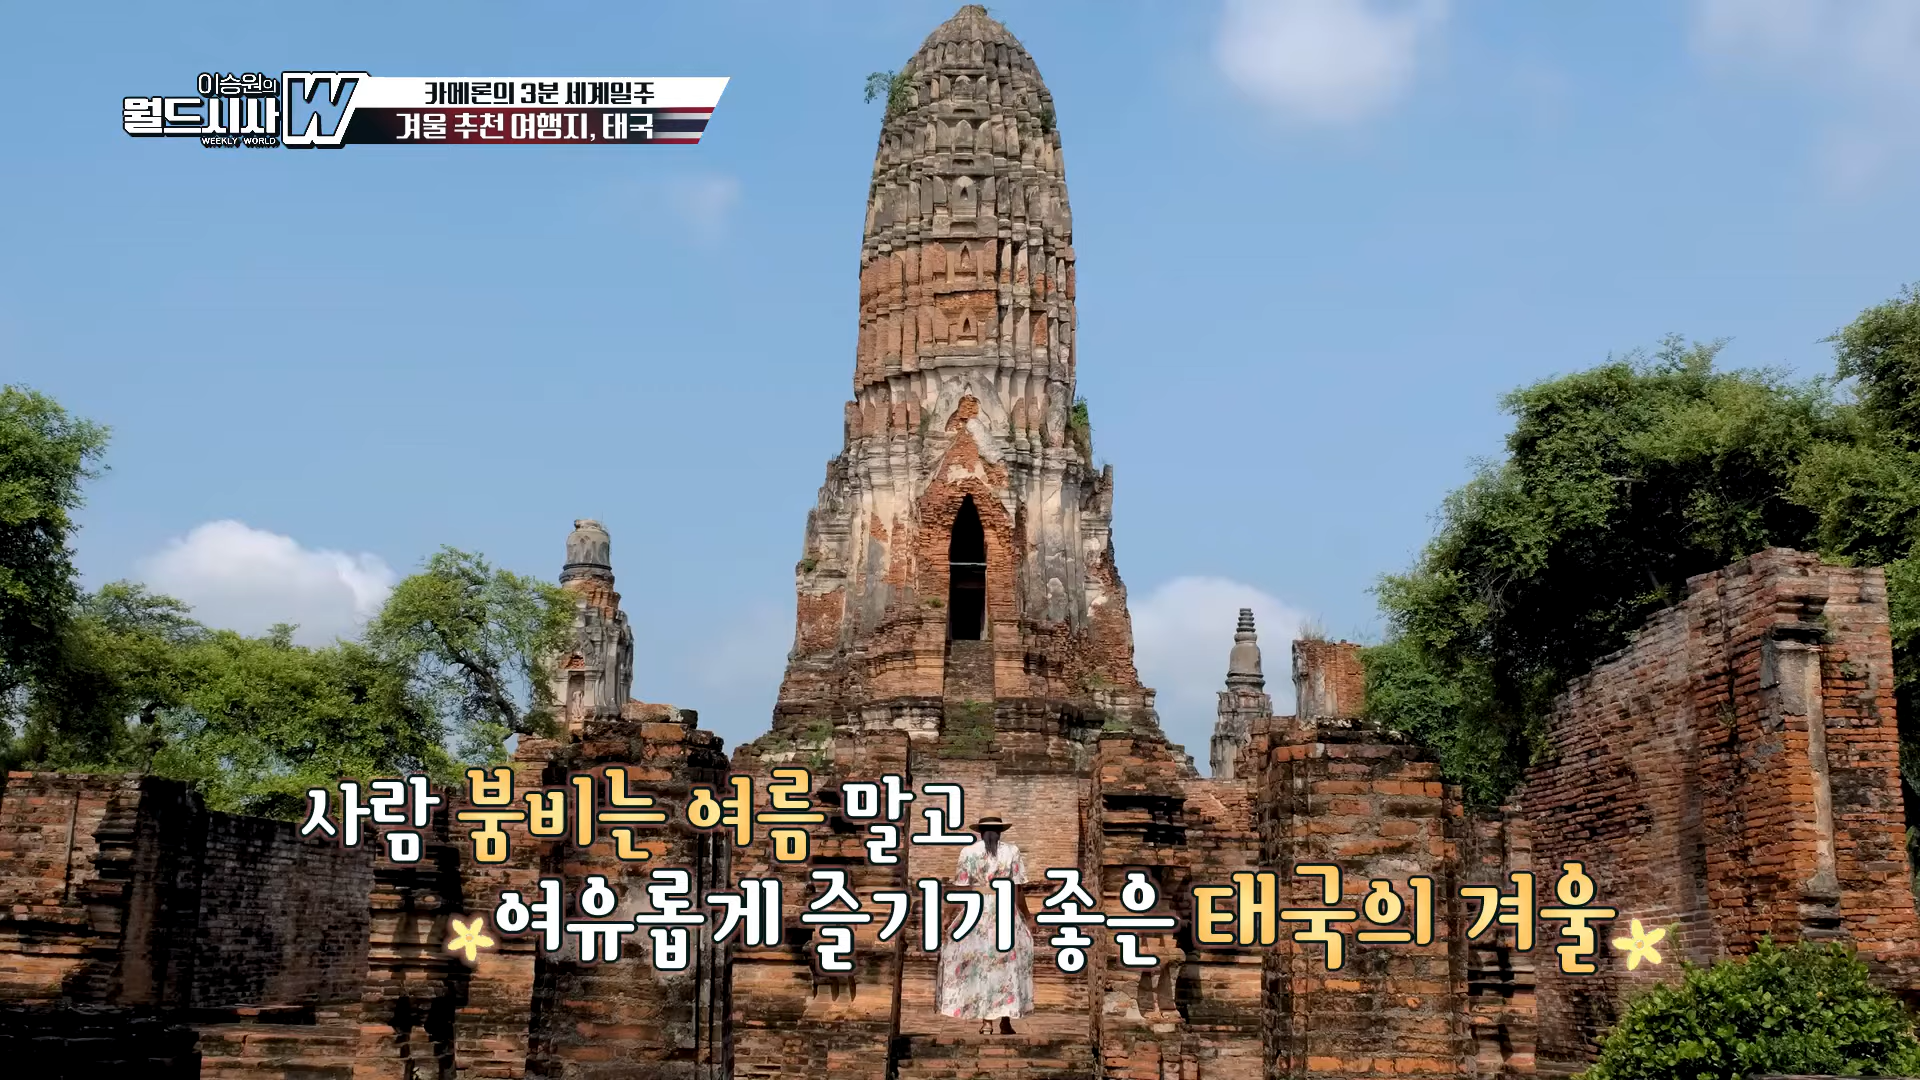 이승원의
월드시사 W
WEEKLY WORLD
카메론의 3분 세계일주
겨울 추천 여행지, 태국
사람 붐비는 여름 말고
여유롭게 즐기기 좋은 태국의 겨울